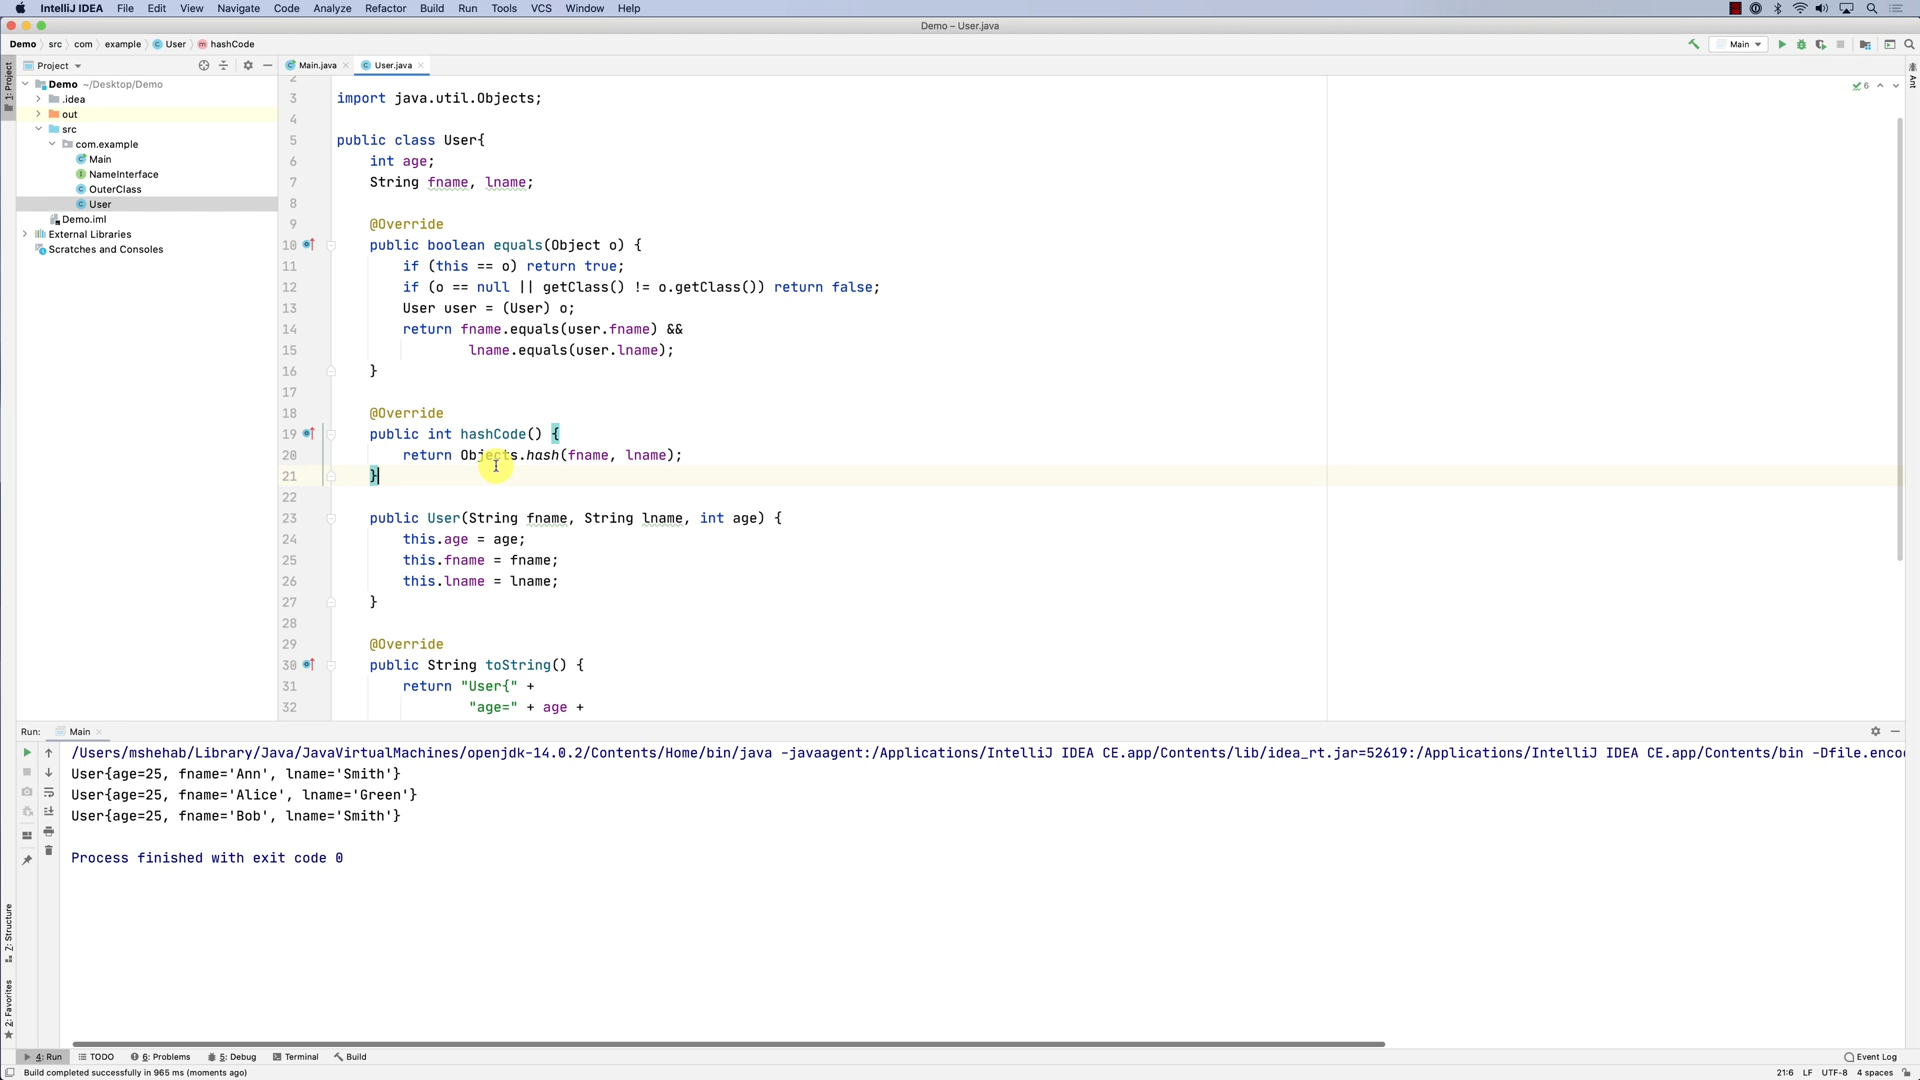 IntelliJ IDEA File Edit View Navigate Code Analyze Refactor Build Run Tools VCS Window Help
Demo – User.java
Demo src com example User hashCode
Main
Project
Main.java User.java
1: Project
Ant
Demo ~/Desktop/Demo
.idea
out
src
com.example
Main
NameInterface
OuterClass
User
Demo.iml
External Libraries
Scratches and Consoles
6
2
3 import java.util.Objects;
4
5 public class User{
6 int age;
7 String fname, lname;
8
9 @Override
10 public boolean equals(Object o) {
11 if (this == o) return true;
12 if (o == null || getClass() != o.getClass()) return false;
13 User user = (User) o;
14 return fname.equals(user.fname) &&
15 lname.equals(user.lname);
16 }
17
18 @Override
19 public int hashCode() {
20 return Objects.hash(fname, lname);
21 }
22
23 public User(String fname, String lname, int age) {
24 this.age = age;
25 this.fname = fname;
26 this.lname = lname;
27 }
28
29 @Override
30 public String toString() {
31 return "User{" +
32 "age=" + age +
Run: Main
/Users/mshehab/Library/Java/JavaVirtualMachines/openjdk-14.0.2/Contents/Home/bin/java -javaagent:/Applications/IntelliJ IDEA CE.app/Contents/lib/idea_rt.jar=52619:/Applications/IntelliJ IDEA CE.app/Contents/bin -Dfile.enco
User{age=25, fname='Ann', lname='Smith'}
User{age=25, fname='Alice', lname='Green'}
User{age=25, fname='Bob', lname='Smith'}
Process finished with exit code 0
7: Structure
2: Favorites
4: Run TODO 6: Problems 5: Debug Terminal Build Event Log
Build completed successfully in 965 ms (moments ago) 21:6 LF UTF-8 4 spaces